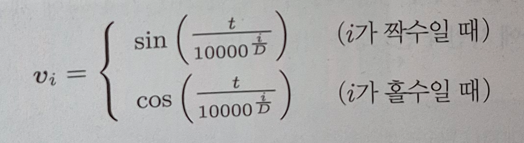 v_i = { sin ( t / 10000^{i/D} ) (i가 짝수일 때)
cos ( t / 10000^{i/D} ) (i가 홀수일 때)